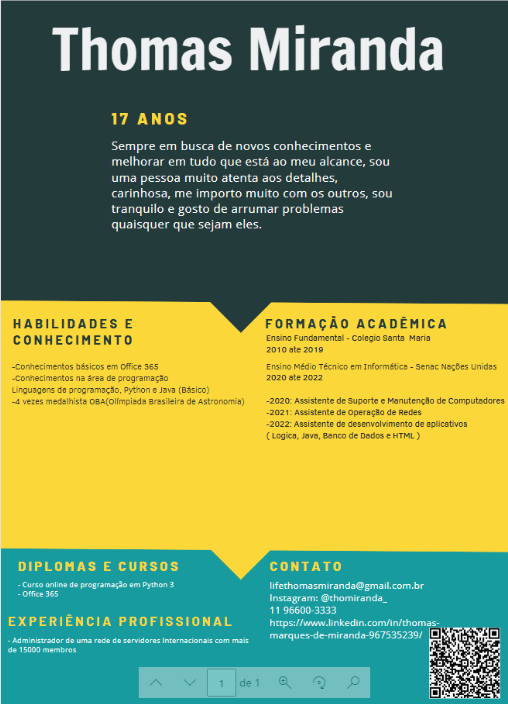 Thomas Miranda
17 ANOS
Sempre em busca de novos conhecimentos e
melhorar em tudo que está ao meu alcance, sou
uma pessoa muito atenta aos detalhes,
carinhosa, me importo muito com os outros, sou
tranquilo e gosto de arrumar problemas
quaisquer que sejam eles.
HABILIDADES E
CONHECIMENTO
-Conhecimentos básicos em Office 365
-Conhecimentos na área de programação
Linguagens de programação, Python e Java (Básico)
-4 vezes medalhista OBA(Olímpiada Brasileira de Astronomia)
FORMAÇÃO ACADÊMICA
Ensino Fundamental - Colegio Santa Maria
2010 ate 2019
Ensino Médio Técnico em Informática - Senac Nações Unidas
2020 ate 2022
-2020: Assistente de Suporte e Manutenção de Computadores
-2021: Assistente de Operação de Redes
-2022: Assistente de desenvolvimento de aplicativos
( Logica, Java, Banco de Dados e HTML )
DIPLOMAS E CURSOS
- Curso online de programação em Python 3
- Office 365
EXPERIÊNCIA PROFISSIONAL
- Administrador de uma rede de servidores Internacionais com mais
de 15000 membros
CONTATO
lifethomasmiranda@gmail.com.br
Instagram: @thomiranda_
11 96600-3333
https://www.linkedin.com/in/thomas-
marques-de-miranda-967535239/
1 de 1